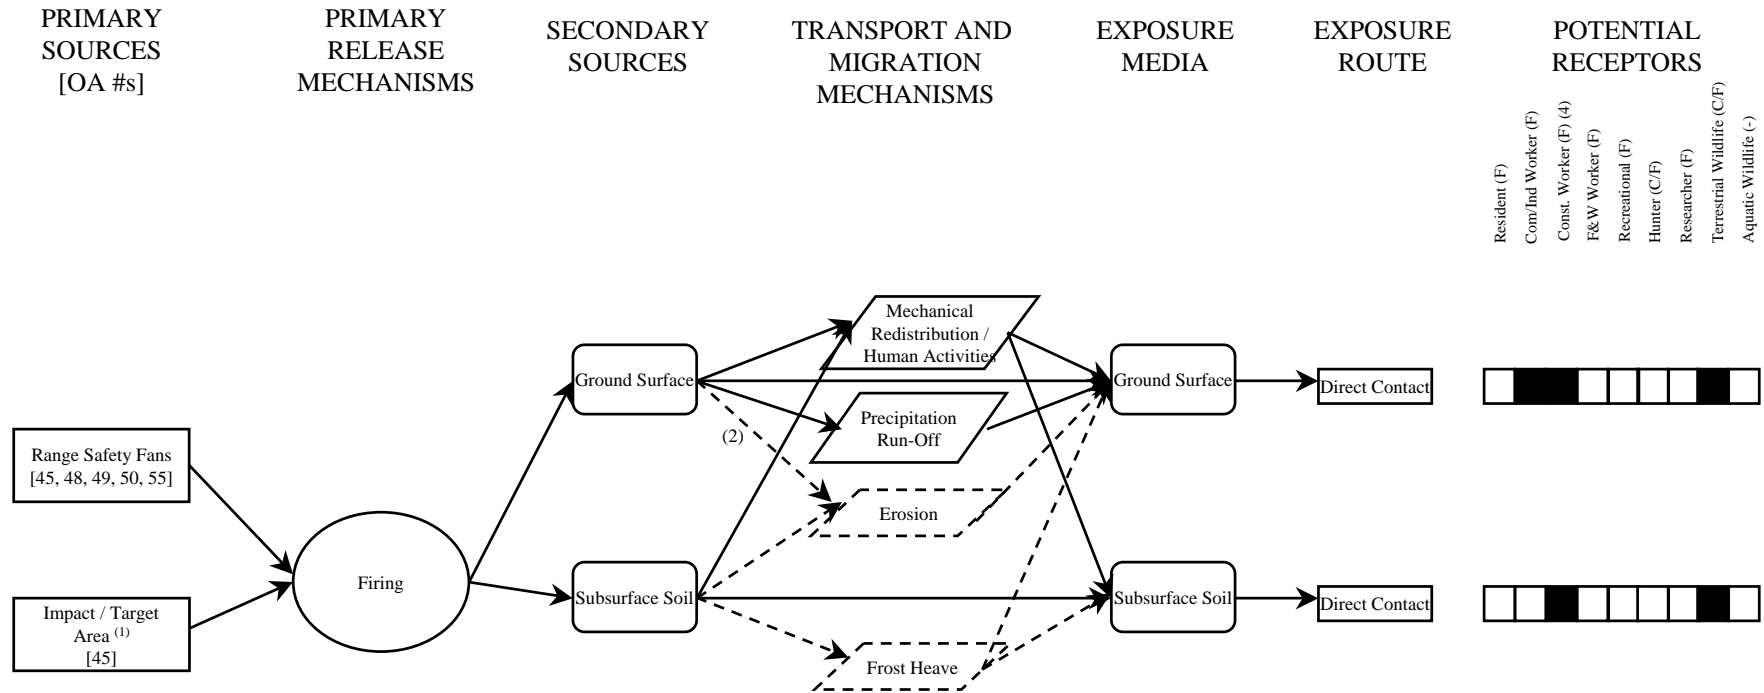 PRIMARY
SOURCES
[OA #s]
PRIMARY
RELEASE
MECHANISMS
SECONDARY
SOURCES
TRANSPORT AND
MIGRATION
MECHANISMS
EXPOSURE
MEDIA
EXPOSURE
ROUTE
POTENTIAL
RECEPTORS
Resident (F)
Com/Ind Worker (F)
Const. Worker (F) (4)
F&W Worker (F)
Recreational (F)
Hunter (C/F)
Researcher (F)
Terrestrial Wildlife (C/F)
Aquatic Wildlife (-)
Range Safety Fans
[45, 48, 49, 50, 55]
Impact / Target
Area (1)
[45]
Firing
Ground Surface
Subsurface Soil
(2)
Mechanical
Redistribution /
Human Activities
Precipitation
Run-Off
Erosion
Frost Heave
Ground Surface
Subsurface Soil
Direct Contact
Direct Contact